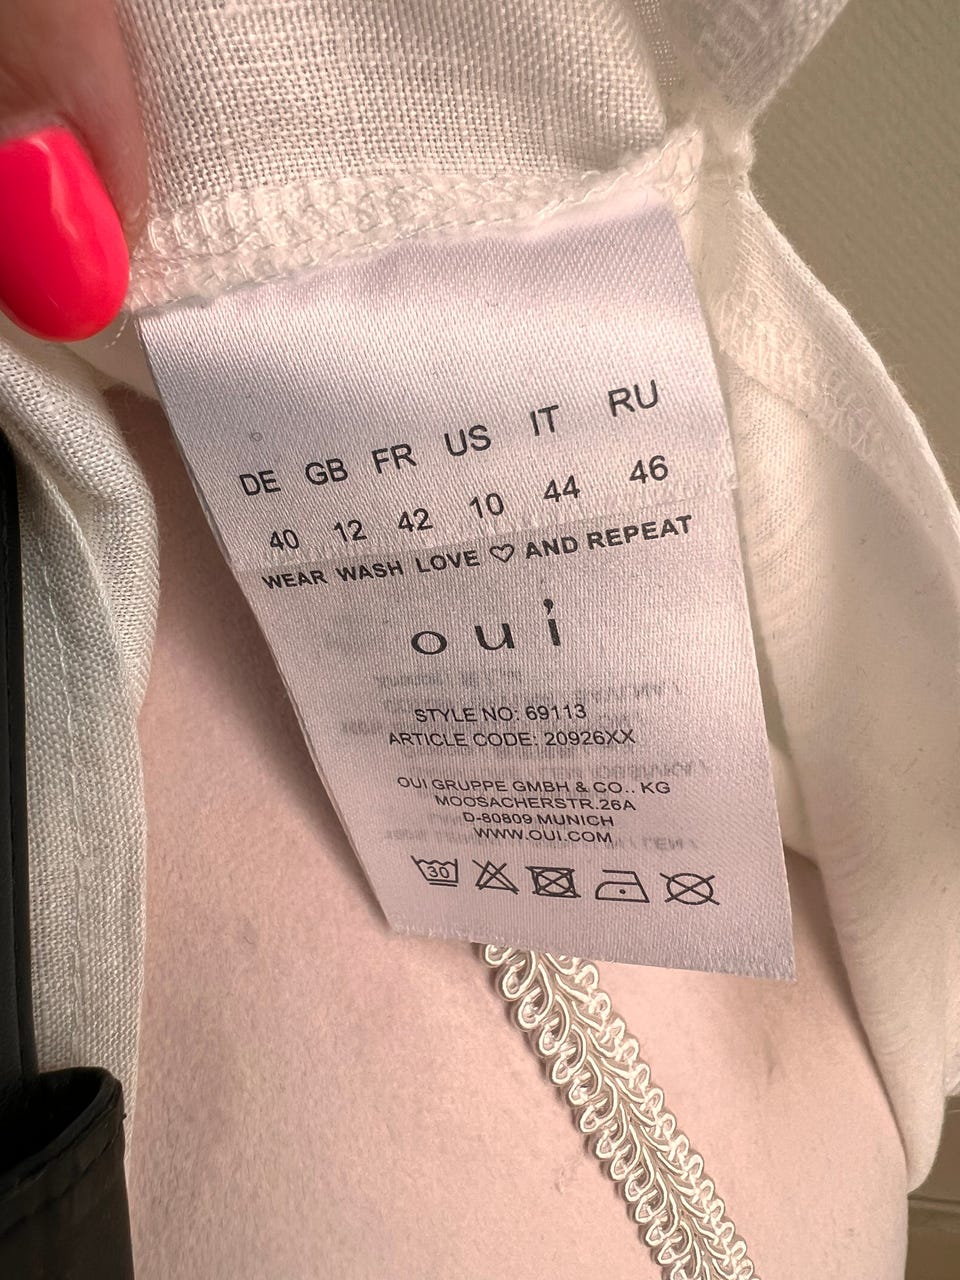 DE GB FR US IT RU
40 12 42 10 44 46
WEAR WASH LOVE ♡ AND REPEAT
oui
STYLE NO: 69113
ARTICLE CODE: 20926XX
OUI GRUPPE GMBH & CO.. KG
MOOSACHERSTR.26A
D-80809 MUNICH
WWW.OUI.COM
30